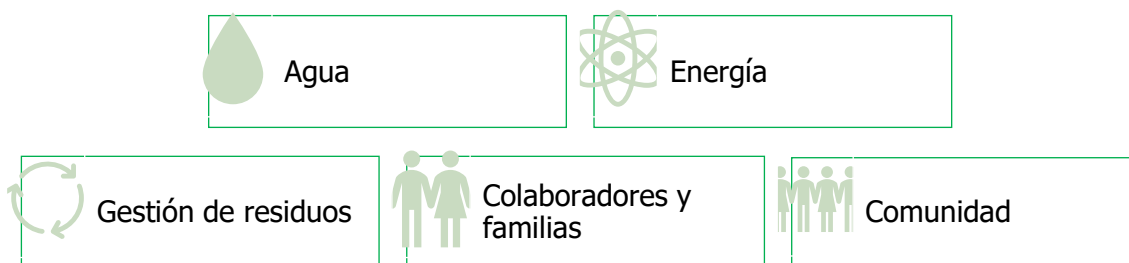 Agua
Energía
Gestión de residuos
Colaboradores y
familias
Comunidad